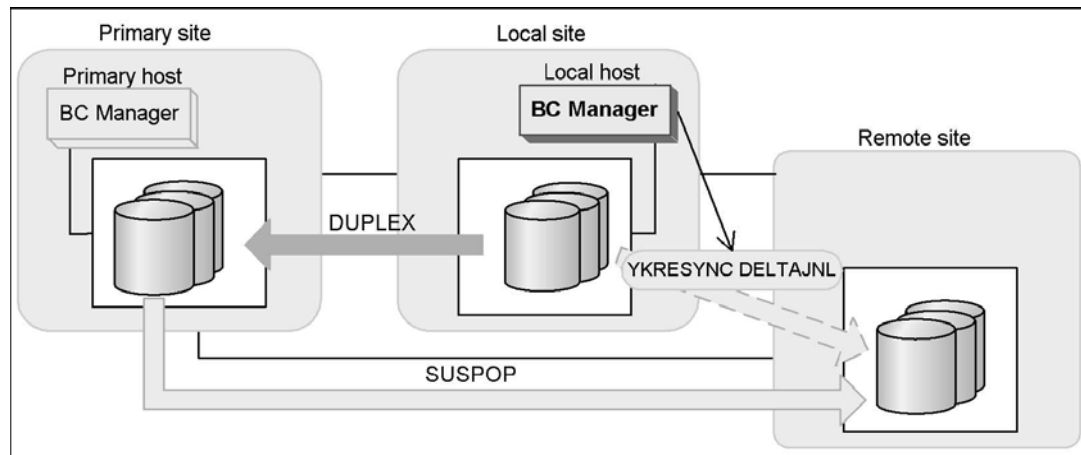 Primary site
Local site
Primary host
Local host
BC Manager
BC Manager
Remote site
DUPLEX
YKRESYNC DELTAJNL
SUSPOP